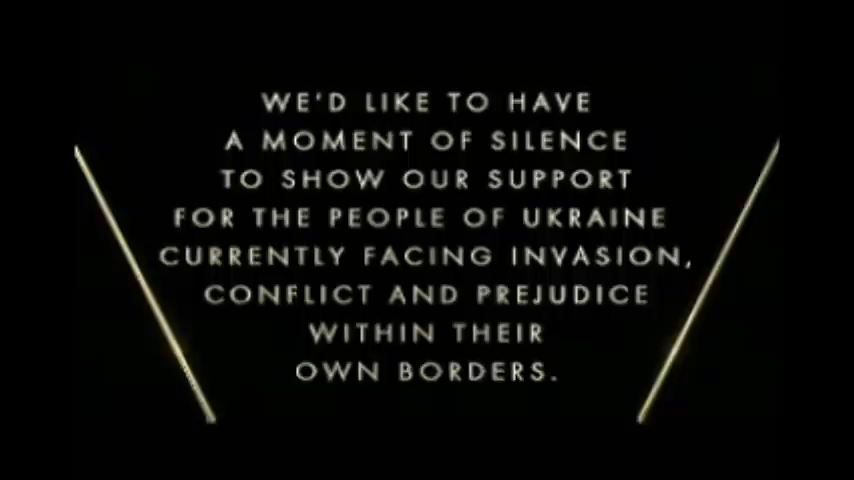 WE'D LIKE TO HAVE
A MOMENT OF SILENCE
TO SHOW OUR SUPPORT
FOR THE PEOPLE OF UKRAINE
CURRENTLY FACING INVASION,
CONFLICT AND PREJUDICE
WITHIN THEIR
OWN BORDERS.